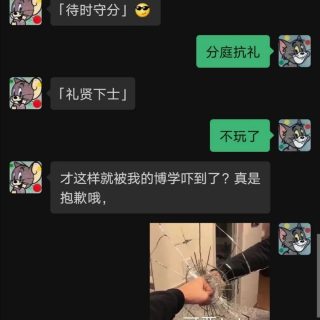 「待时守分」😎
分庭抗礼
「礼贤下士」
不玩了
才这样就被我的博学吓到了？真是
抱歉哦，